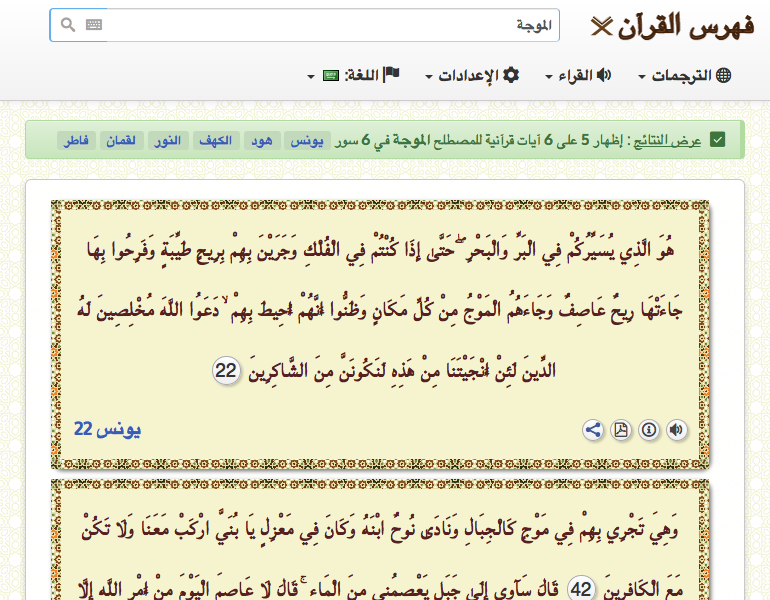 فهرس القرآن
الموجة
الترجمات
القراء
الإعدادات
اللغة:
عرض النتائج : إظهار 5 على 6 آيات قرآنية للمصطلح الموجة في 6 سور يونس هود الكهف النور لقمان فاطر
هُوَ الَّذِي يُسَيِّرُكُمْ فِي الْبَرِّ وَالْبَحْرِ ۖ حَتَّىٰ إِذَا كُنْتُمْ فِي الْفُلْكِ وَجَرَيْنَ بِهِمْ بِرِيحٍ طَيِّبَةٍ وَفَرِحُوا بِهَا
جَاءَتْهَا رِيحٌ عَاصِفٌ وَجَاءَهُمُ الْمَوْجُ مِنْ كُلِّ مَكَانٍ وَظَنُّوا أَنَّهُمْ أُحِيطَ بِهِمْ ۙ دَعَوُا اللَّهَ مُخْلِصِينَ لَهُ
الدِّينَ لَئِنْ أَنْجَيْتَنَا مِنْ هَٰذِهِ لَنَكُونَنَّ مِنَ الشَّاكِرِينَ 22
يونس 22
وَهِيَ تَجْرِي بِهِمْ فِي مَوْجٍ كَالْجِبَالِ وَنَادَىٰ نُوحٌ ابْنَهُ وَكَانَ فِي مَعْزِلٍ يَا بُنَيَّ ارْكَبْ مَعَنَا وَلَا تَكُنْ
مَعَ الْكَافِرِينَ 42 قَالَ سَآوِي إِلَىٰ جَبَلٍ يَعْصِمُنِي مِنَ الْمَاءِ ۚ قَالَ لَا عَاصِمَ الْيَوْمَ مِنْ أَمْرِ اللَّهِ إِلَّا